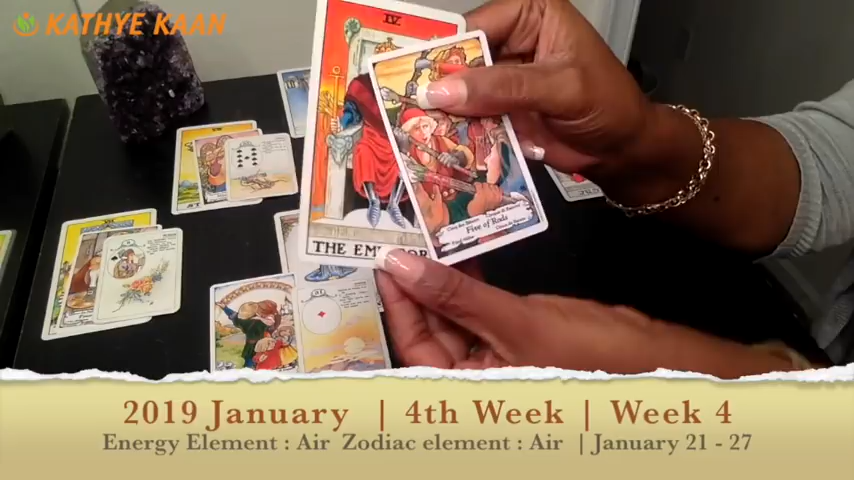 KATHYE KAAN
IV
THE EMPEROR
Five of Rods
2019 January | 4th Week | Week 4
Energy Element : Air Zodiac element : Air | January 21 - 27